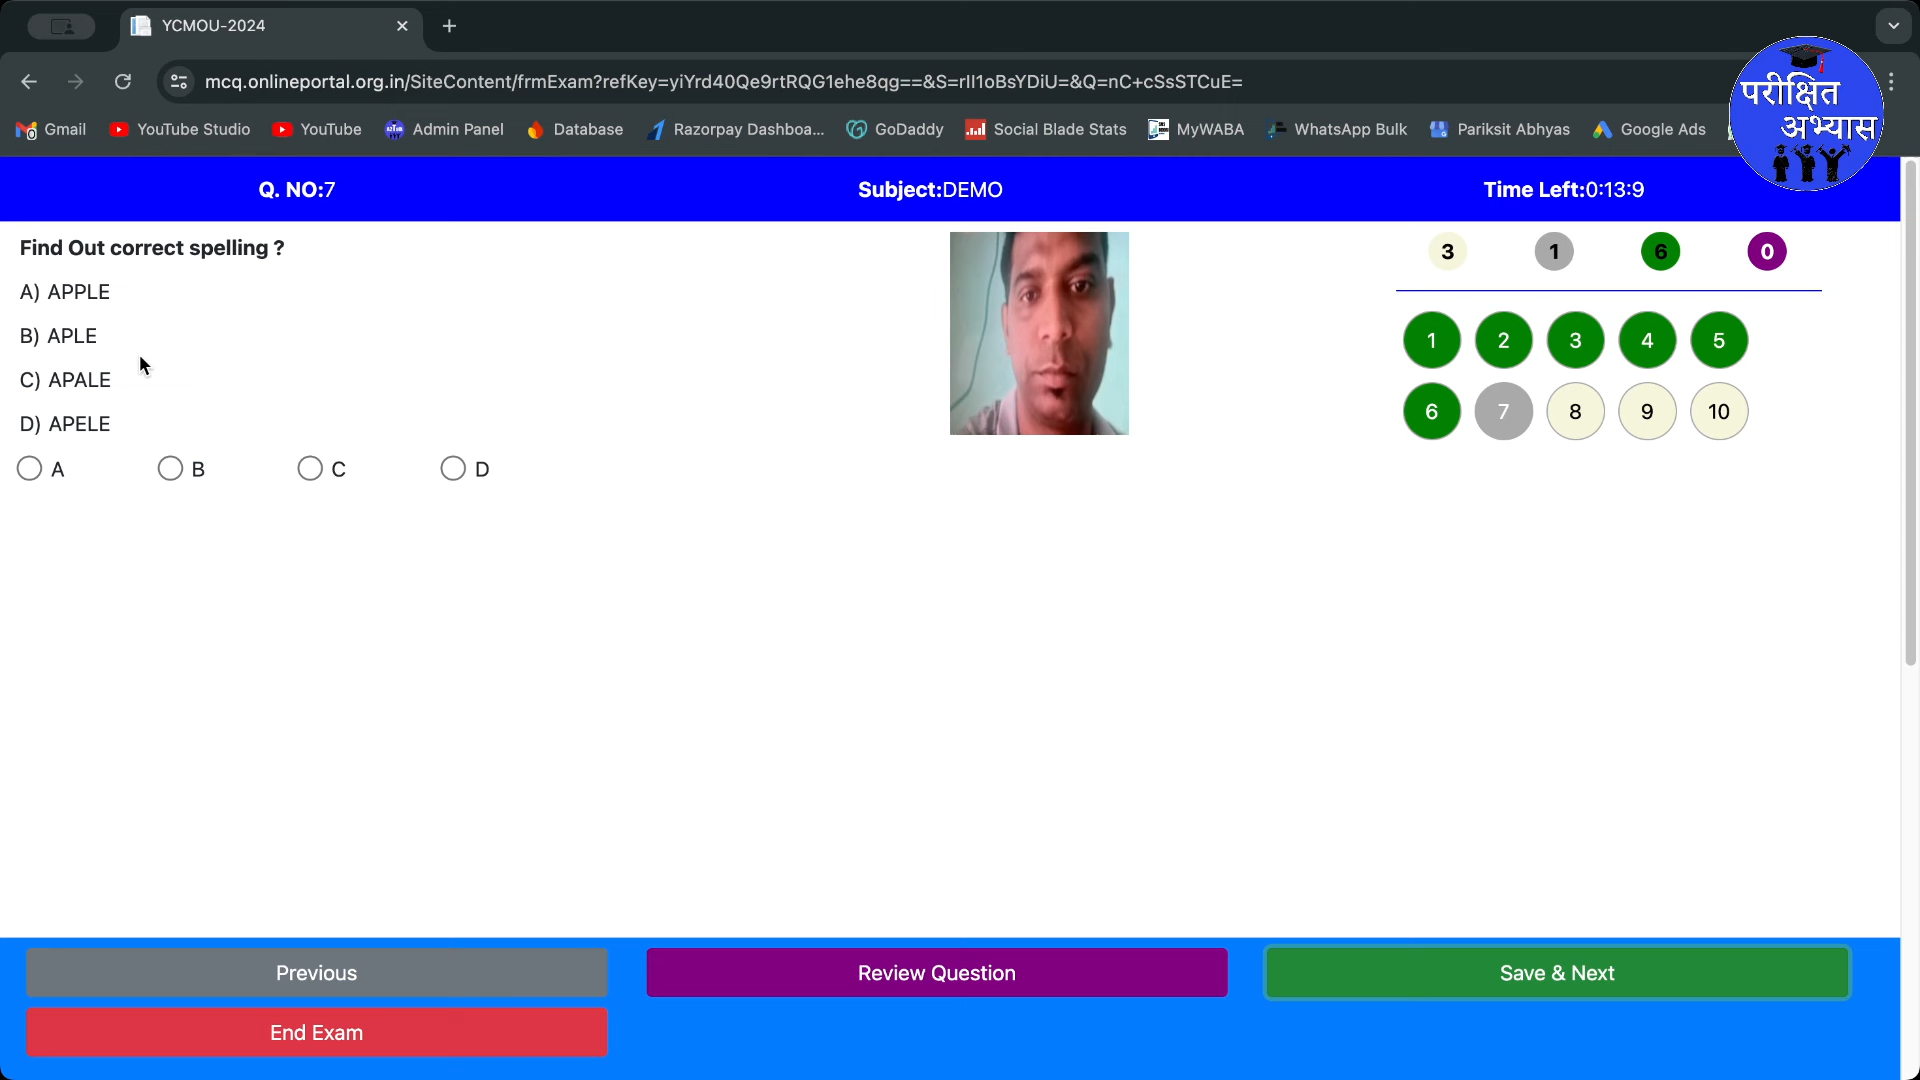 YCMOU-2024
mcq.onlineportal.org.in/SiteContent/frmExam?refKey=yiYrd40Qe9rtRQG1ehe8qg==&S=rII1oBsYDiU=&Q=nC+cSsSTCuE=
Gmail YouTube Studio YouTube Admin Panel Database Razorpay Dashboa... GoDaddy Social Blade Stats MyWABA WhatsApp Bulk Pariksit Abhyas Google Ads
परीक्षित
अभ्यास
Q. NO:7 Subject:DEMO Time Left:0:13:9
Find Out correct spelling ?
A) APPLE
B) APLE
C) APALE
D) APELE
A B C D
3 1 6 0
1 2 3 4 5
6 7 8 9 10
Previous Review Question Save & Next
End Exam